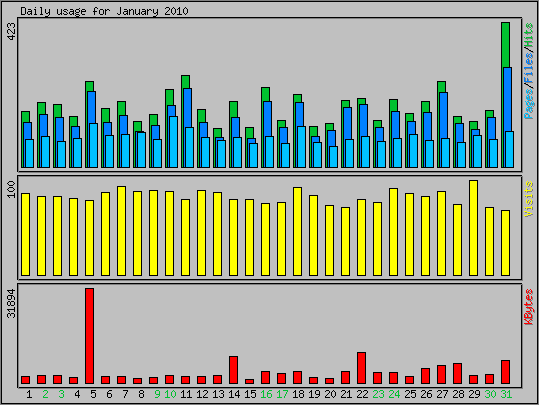 Daily usage for January 2010
423
Pages/Files/Hits
100
Visits
31894
KBytes
1 2 3 4 5 6 7 8 9 10 11 12 13 14 15 16 17 18 19 20 21 22 23 24 25 26 27 28 29 30 31